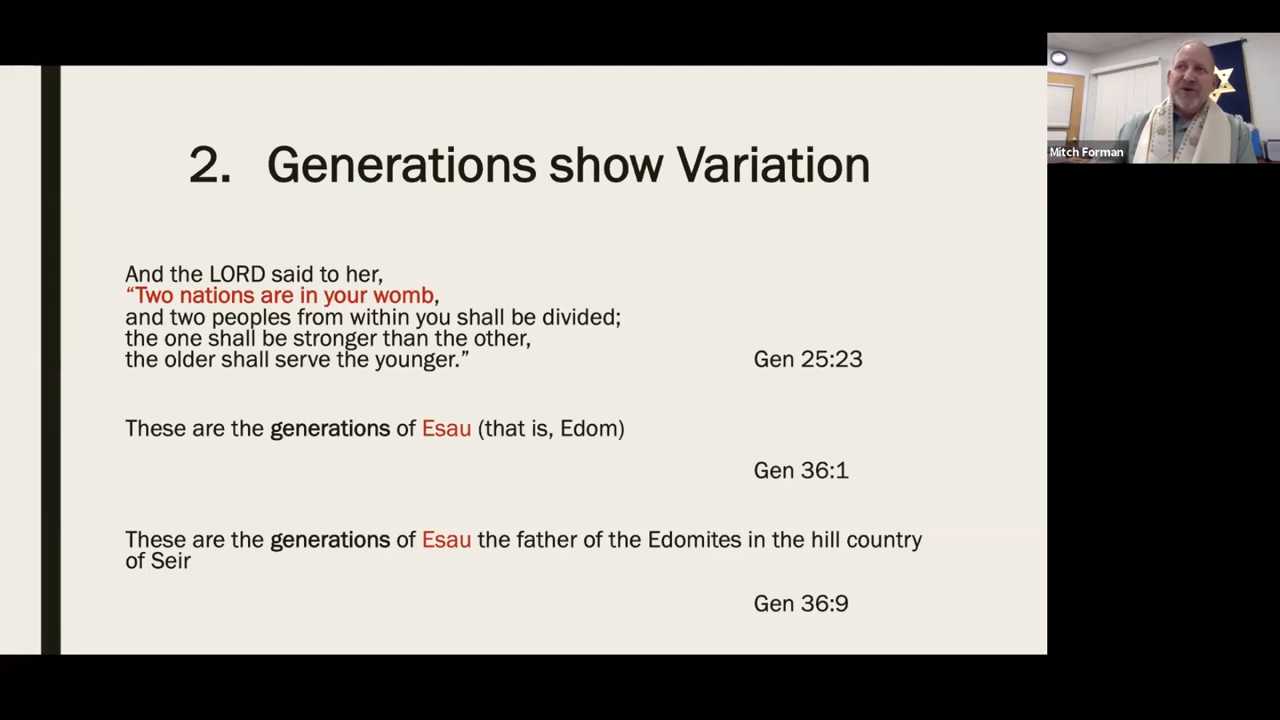 2. Generations show Variation
And the LORD said to her,
“Two nations are in your womb,
and two peoples from within you shall be divided;
the one shall be stronger than the other,
the older shall serve the younger.” Gen 25:23
These are the generations of Esau (that is, Edom)
Gen 36:1
These are the generations of Esau the father of the Edomites in the hill country
of Seir
Gen 36:9
Mitch Forman